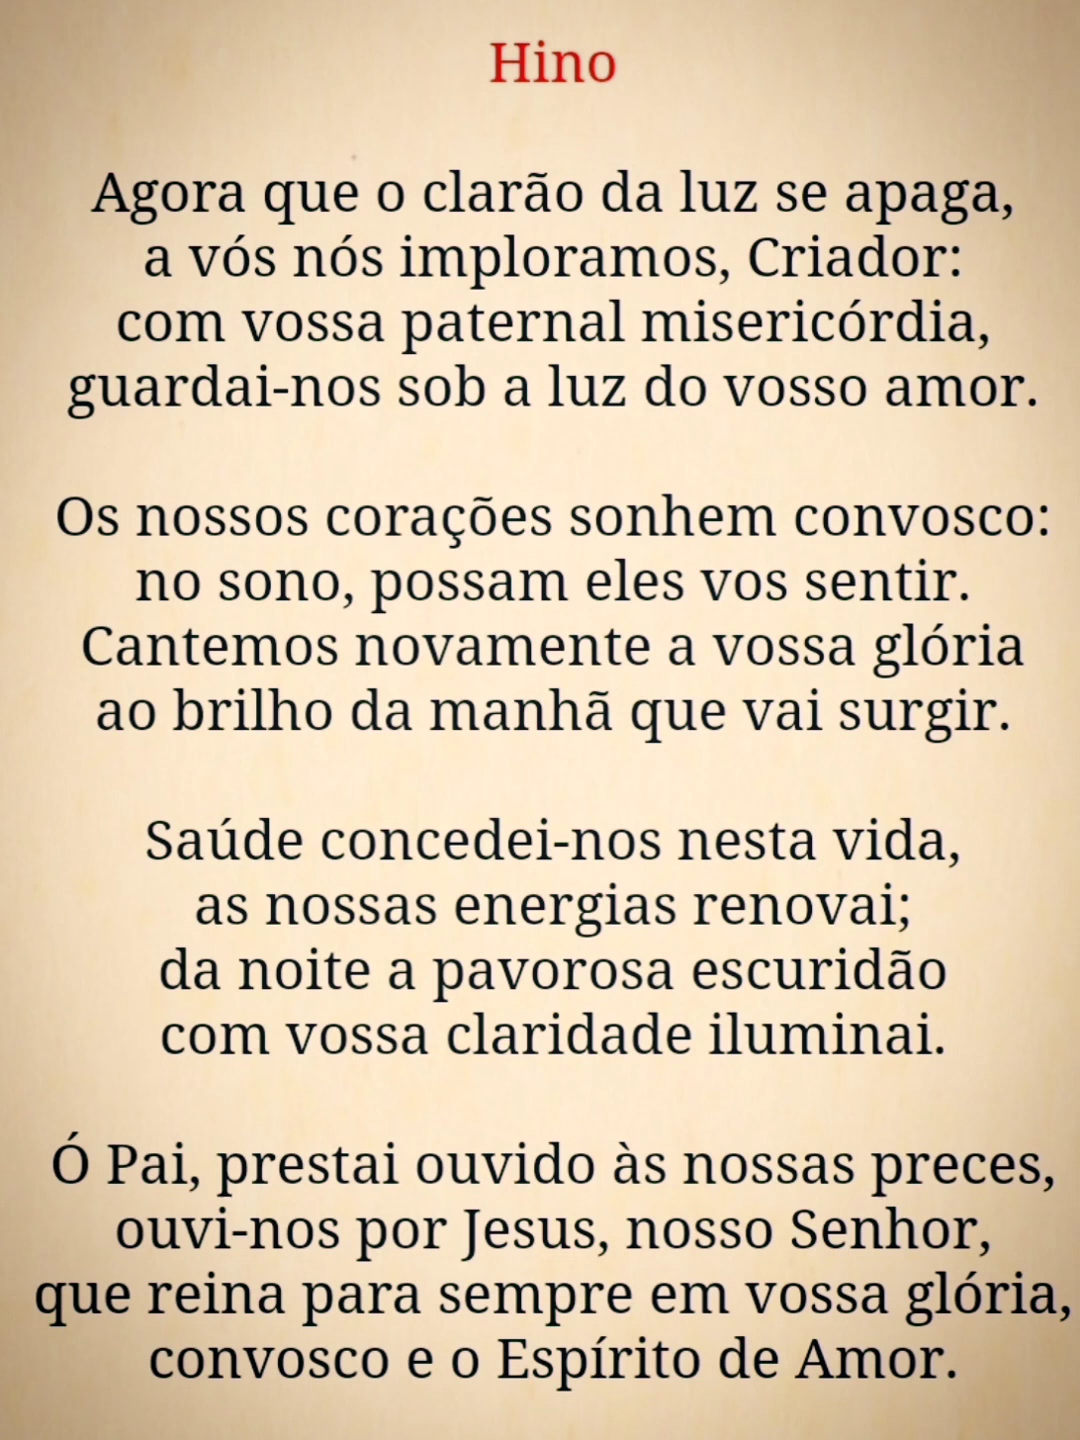 Hino
Agora que o clarão da luz se apaga,
a vós nós imploramos, Criador:
com vossa paternal misericórdia,
guardai-nos sob a luz do vosso amor.
Os nossos corações sonhem convosco:
no sono, possam eles vos sentir.
Cantemos novamente a vossa glória
ao brilho da manhã que vai surgir.
Saúde concedei-nos nesta vida,
as nossas energias renovai;
da noite a pavorosa escuridão
com vossa claridade iluminai.
Ó Pai, prestai ouvido às nossas preces,
ouvi-nos por Jesus, nosso Senhor,
que reina para sempre em vossa glória,
convosco e o Espírito de Amor.